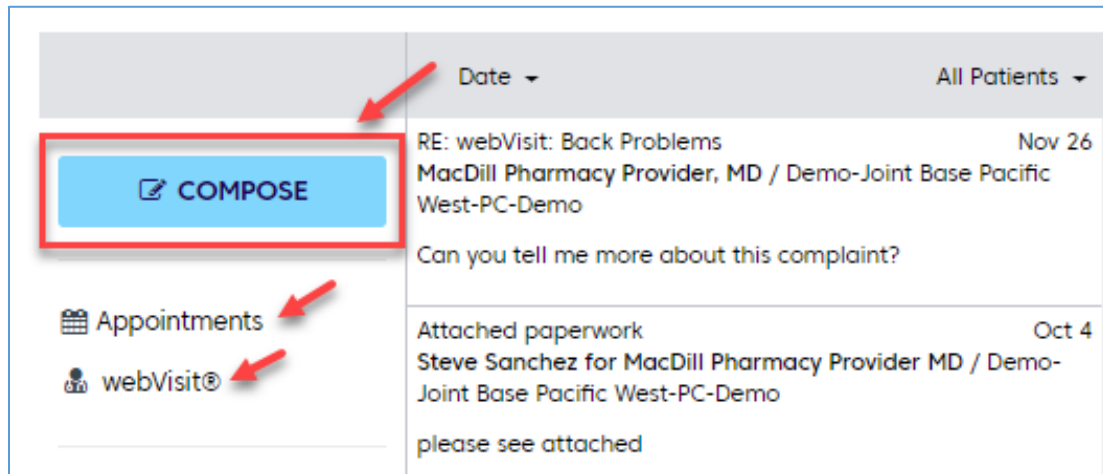 Date
All Patients
COMPOSE
Appointments
webVisit®
RE: webVisit: Back Problems Nov 26
MacDill Pharmacy Provider, MD / Demo-Joint Base Pacific
West-PC-Demo
Can you tell me more about this complaint?
Attached paperwork Oct 4
Steve Sanchez for MacDill Pharmacy Provider MD / Demo-
Joint Base Pacific West-PC-Demo
please see attached